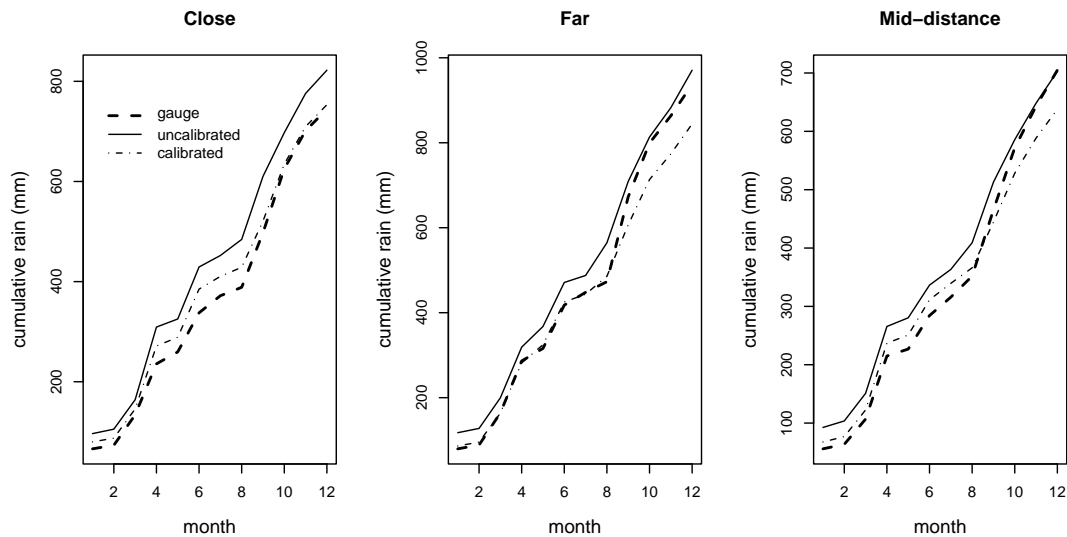 Close
cumulative rain (mm)
200
400
600
800
gauge
uncalibrated
calibrated
2
4
6
8
10
12
month
Far
cumulative rain (mm)
200
400
600
800
1000
2
4
6
8
10
12
month
Mid−distance
cumulative rain (mm)
100
200
300
400
500
600
700
2
4
6
8
10
12
month